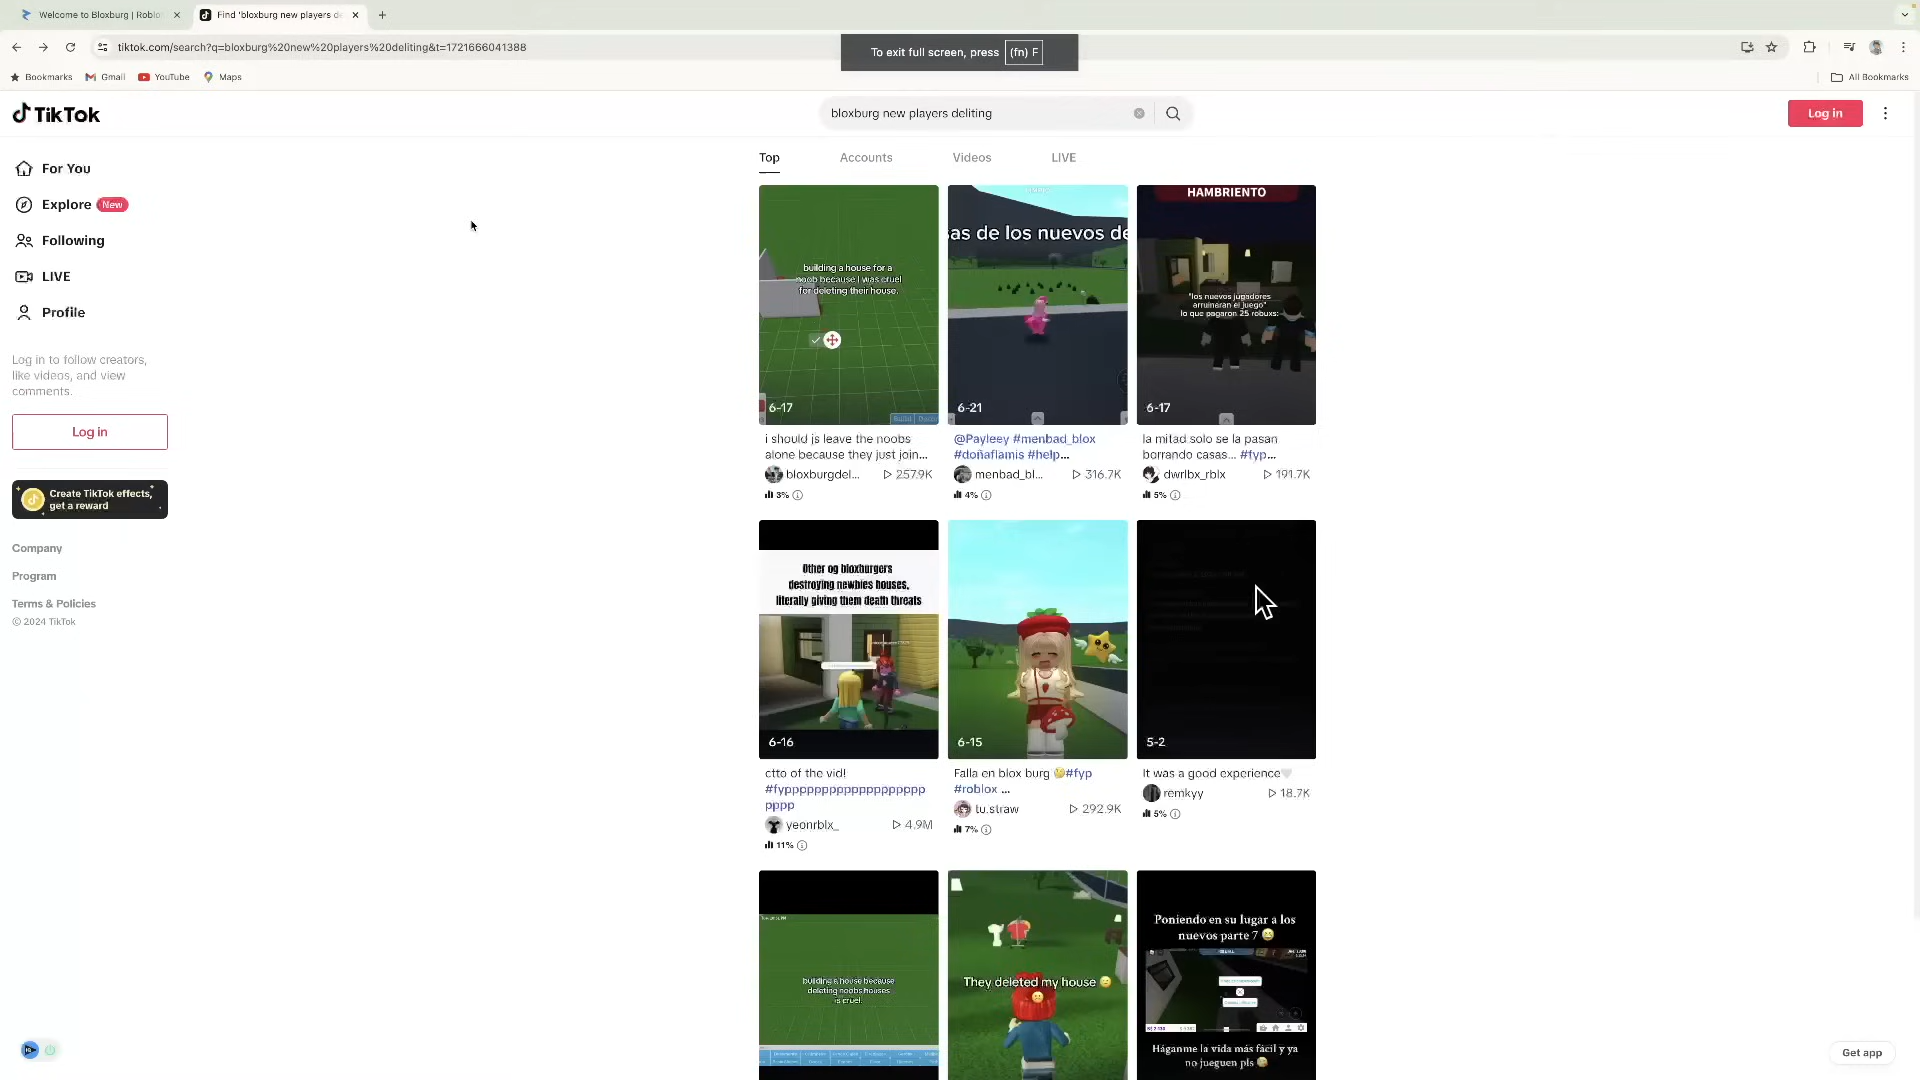 Welcome to Bloxburg | Roblo
Find 'bloxburg new players de
tiktok.com/search?q=bloxburg%20new%20players%20deliting&t=1721666041388
To exit full screen, press (fn) F
Bookmarks
Gmail
YouTube
Maps
All Bookmarks
TikTok
bloxburg new players deliting
Log in
For You
Explore New
Following
LIVE
Profile
Log in to follow creators,
like videos, and view
comments.
Log in
Create TikTok effects,
get a reward
Company
Program
Terms & Policies
© 2024 TikTok
Top
Accounts
Videos
LIVE
building a house for a
noob because i was cruel
for deleting their house.
6-17
i should js leave the noobs
alone because they just join...
bloxburgdel... 257.9K
3%
sas de los nuevos de
6-21
@Payleey #menbad_blox
#doñaflamis #help...
menbad_bl... 316.7K
4%
HAMBRIENTO
"los nuevos jugadores
arruinaran el juego"
lo que pagaron 25 robuxs:
6-17
la mitad solo se la pasan
borrando casas... #fyp...
dwrlbx_rblx 191.7K
5%
Other og bloxburgers
destroying newbies houses,
literally giving them death threats
6-16
ctto of the vid!
#fyppppppppppppppppppp
pppp
yeonrblx_ 4.9M
11%
6-15
Falla en blox burg 🤔#fyp
#roblox ...
tu.straw 292.9K
7%
5-2
It was a good experience🤍
remkyy 18.7K
5%
building a house because
deleting noobs houses
is cruel.
They deleted my house
Poniendo en su lugar a los
nuevos parte 7
Háganme la vida más fácil y ya
no jueguen pls
Get app